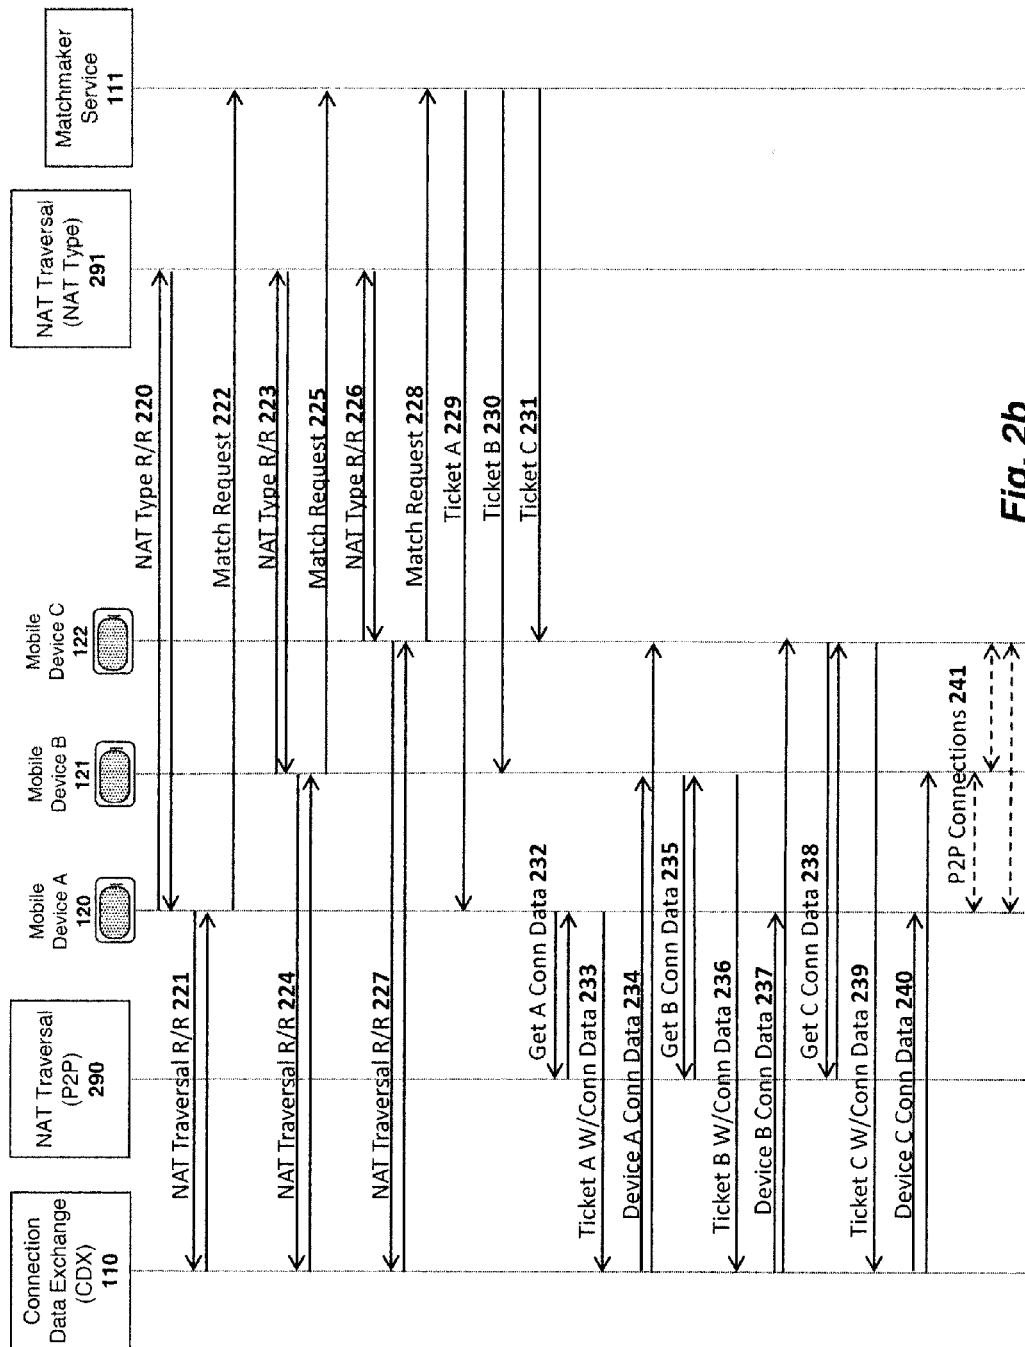 Connection
Data Exchange
(CDX)
110
NAT Traversal
(P2P)
290
Mobile
Device A
120
Mobile
Device B
121
Mobile
Device C
122
NAT Traversal
(NAT Type)
291
Matchmaker
Service
111
NAT Type R/R 220
NAT Traversal R/R 221
Match Request 222
NAT Type R/R 223
NAT Traversal R/R 224
Match Request 225
NAT Type R/R 226
NAT Traversal R/R 227
Match Request 228
Ticket A 229
Ticket B 230
Ticket C 231
Get A Conn Data 232
Ticket A W/Conn Data 233
Device A Conn Data 234
Get B Conn Data 235
Ticket B W/Conn Data 236
Device B Conn Data 237
Get C Conn Data 238
Ticket C W/Conn Data 239
Device C Conn Data 240
P2P Connections 241
Fig. 2b